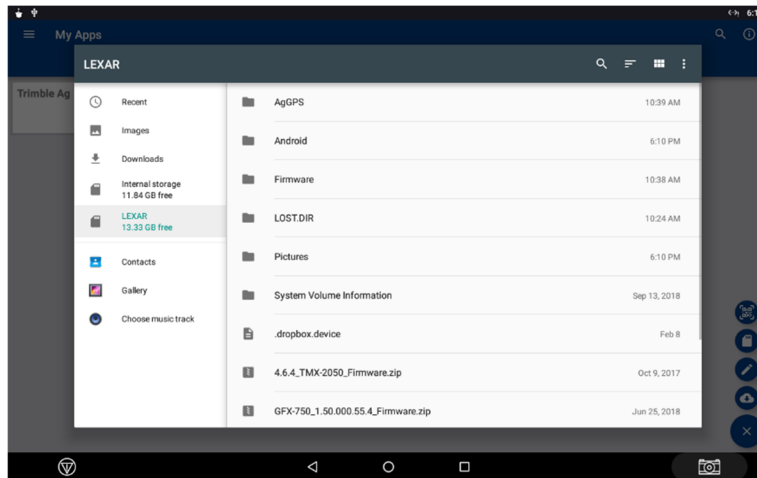 6:1
My Apps
LEXAR
Trimble Ag
Recent
Images
Downloads
Internal storage
11.84 GB free
LEXAR
13.33 GB free
Contacts
Gallery
Choose music track
AgGPS 10:39 AM
Android 6:10 PM
Firmware 10:38 AM
LOST.DIR 10:24 AM
Pictures 6:10 PM
System Volume Information Sep 13, 2018
.dropbox.device Feb 8
4.6.4_TMX-2050_Firmware.zip Oct 9, 2017
GFX-750_1.50.000.55.4_Firmware.zip Jun 25, 2018